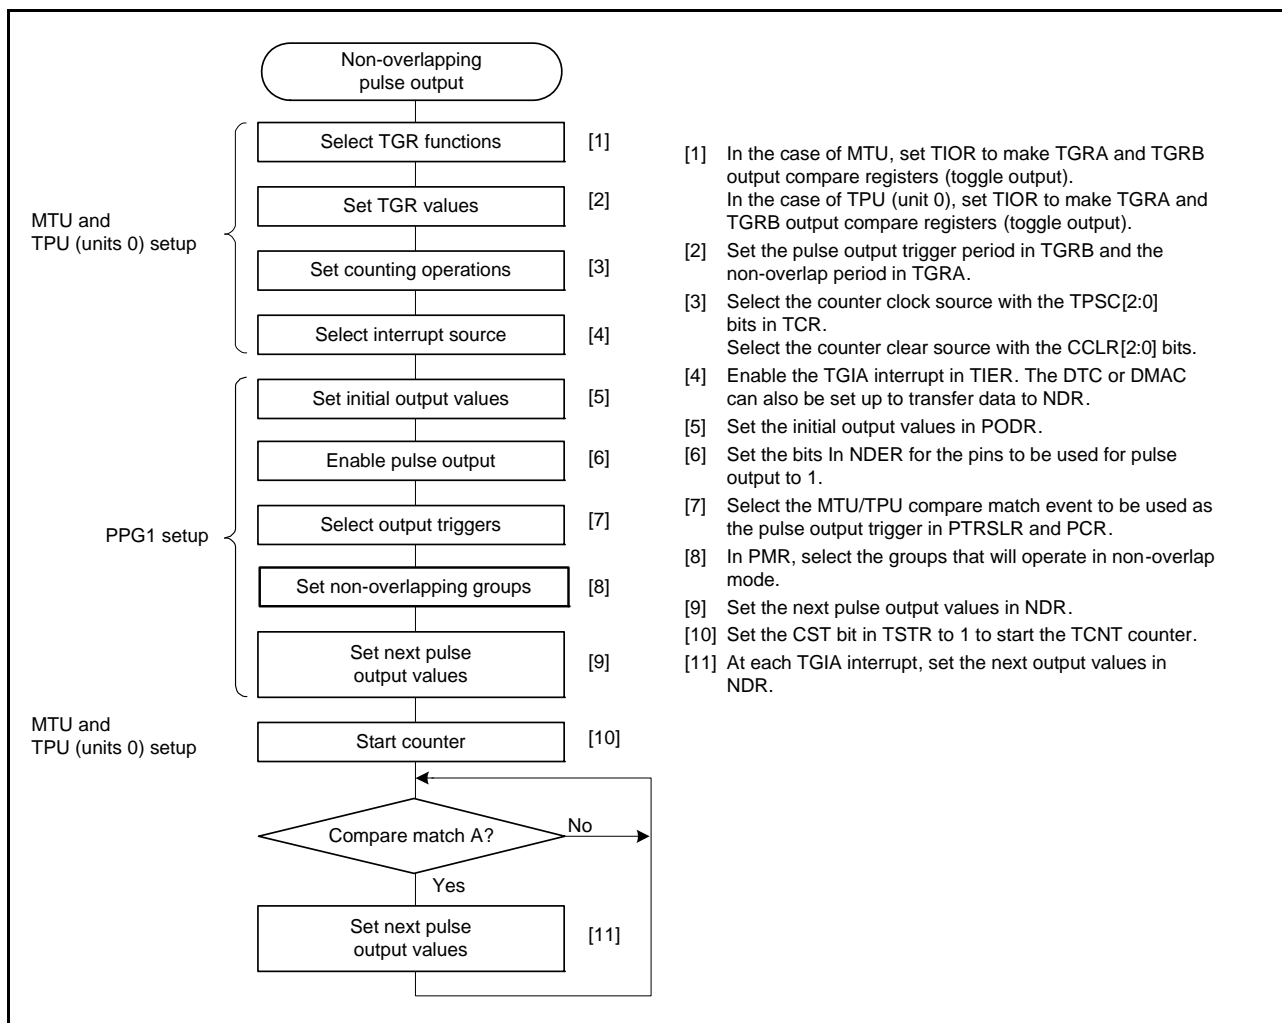 Non-overlapping
pulse output
Select TGR functions [1]
Set TGR values [2]
MTU and
TPU (units 0) setup
Set counting operations [3]
Select interrupt source [4]
Set initial output values [5]
Enable pulse output [6]
Select output triggers [7]
PPG1 setup
Set non-overlapping groups [8]
Set next pulse
output values
[9]
MTU and
TPU (units 0) setup
Start counter [10]
Compare match A?
No
Yes
Set next pulse
output values
[11]
[1] In the case of MTU, set TIOR to make TGRA and TGRB
output compare registers (toggle output).
In the case of TPU (unit 0), set TIOR to make TGRA and
TGRB output compare registers (toggle output).
[2] Set the pulse output trigger period in TGRB and the
non-overlap period in TGRA.
[3] Select the counter clock source with the TPSC[2:0]
bits in TCR.
Select the counter clear source with the CCLR[2:0] bits.
[4] Enable the TGIA interrupt in TIER. The DTC or DMAC
can also be set up to transfer data to NDR.
[5] Set the initial output values in PODR.
[6] Set the bits In NDER for the pins to be used for pulse
output to 1.
[7] Select the MTU/TPU compare match event to be used as
the pulse output trigger in PTRSLR and PCR.
[8] In PMR, select the groups that will operate in non-overlap
mode.
[9] Set the next pulse output values in NDR.
[10] Set the CST bit in TSTR to 1 to start the TCNT counter.
[11] At each TGIA interrupt, set the next output values in
NDR.